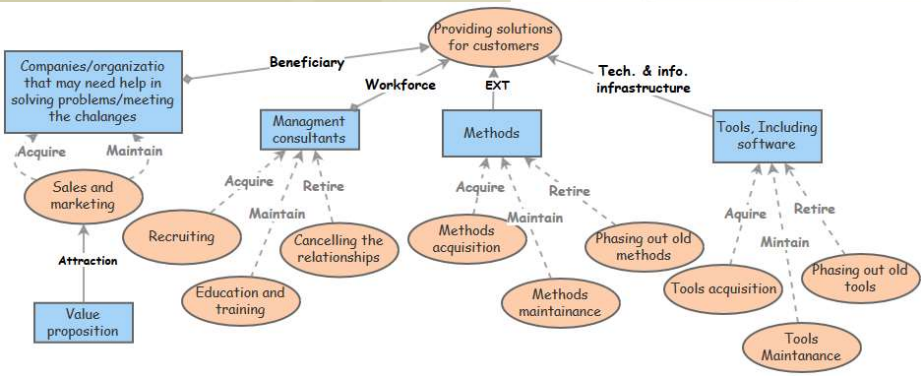 Providing solutions
for customers
Beneficiary
Workforce
EXT
Tech. & info.
infrastructure
Companies/organizatio
that may need help in
solving problems/meeting
the chalanges
Managment
consultants
Methods
Tools, Including
software
Acquire
Maintain
Sales and
marketing
Attraction
Value
proposition
Acquire
Maintain
Retire
Recruiting
Education and
training
Cancelling the
relationships
Acquire
Maintain
Retire
Methods
acqusition
Methods
maintainance
Phasing out old
methods
Aquire
Mintain
Retire
Tools acquisition
Tools
Maintanance
Phasing out old
tools